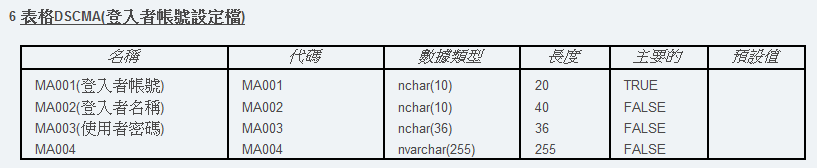 6 表格DSCMA(登入者帳號設定檔)
名稱 代碼 數據類型 長度 主要的 預設值
MA001(登入者帳號) MA001 nchar(10) 20 TRUE
MA002(登入者名稱) MA002 nchar(10) 40 FALSE
MA003(使用者密碼) MA003 nchar(36) 36 FALSE
MA004 MA004 nvarchar(255) 255 FALSE